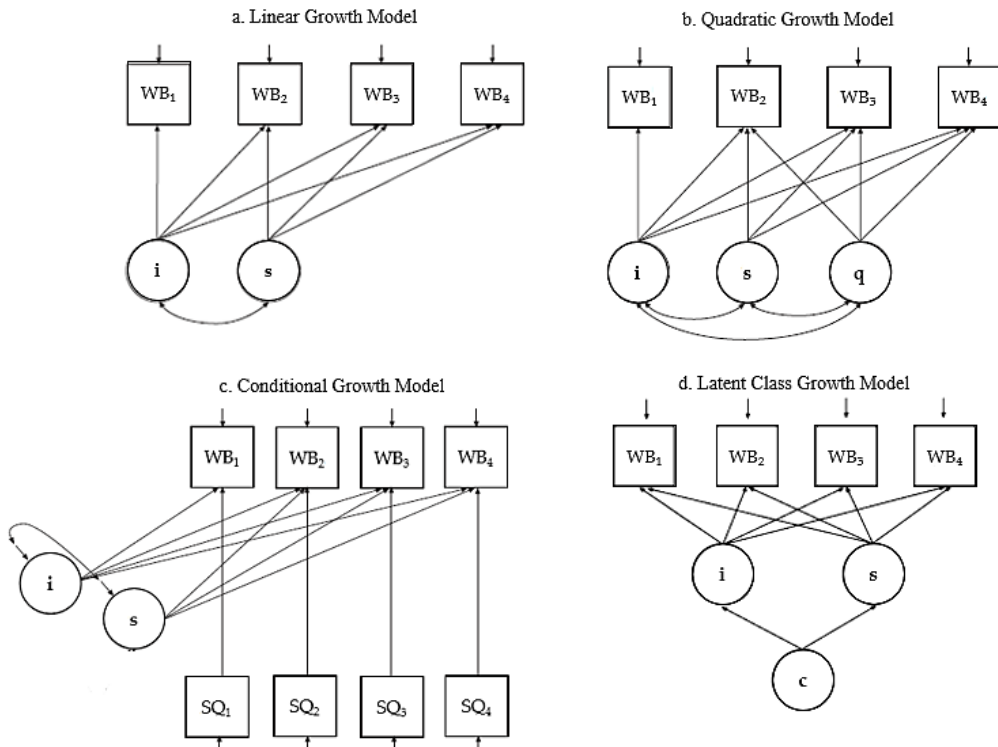 a. Linear Growth Model
WB₁ WB₂ WB₃ WB₄
i s
b. Quadratic Growth Model
WB₁ WB₂ WB₃ WB₄
i s q
c. Conditional Growth Model
WB₁ WB₂ WB₃ WB₄
i
s
SQ₁ SQ₂ SQ₃ SQ₄
d. Latent Class Growth Model
WB₁ WB₂ WB₃ WB₄
i s
c